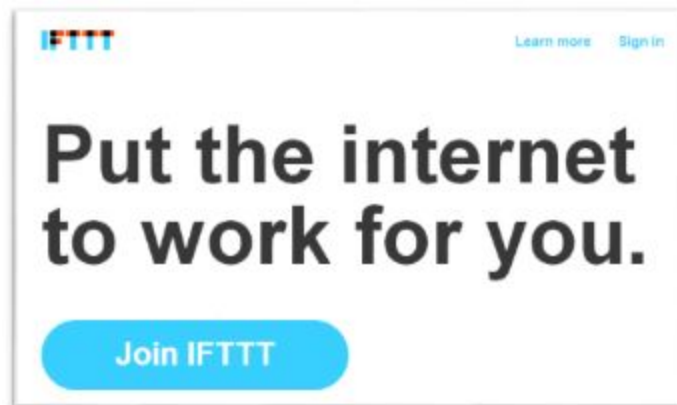 IFTTT
Learn more Sign in
Put the internet
to work for you.
Join IFTTT